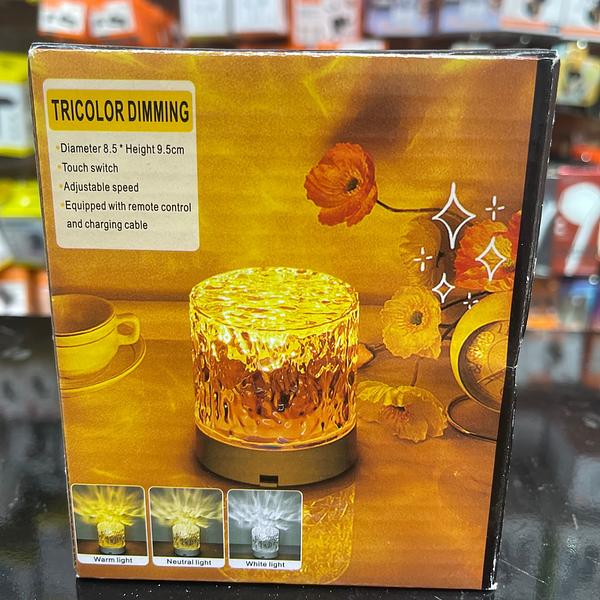 TRICOLOR DIMMING
Diameter 8.5 * Height 9.5cm
Touch switch
Adjustable speed
Equipped with remote control
and charging cable
Warm light
Neutral light
White light